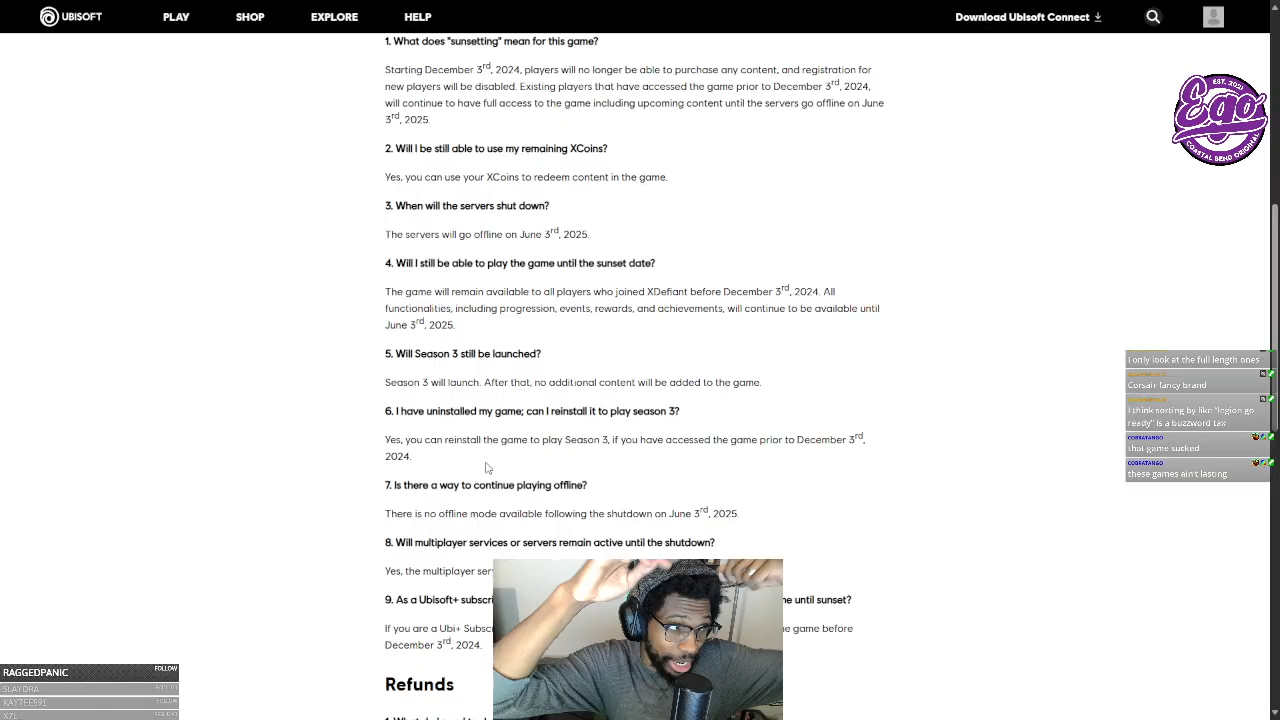 UBISOFT
PLAY
SHOP
EXPLORE
HELP
Download Ubisoft Connect
1. What does "sunsetting" mean for this game?
Starting December 3rd, 2024, players will no longer be able to purchase any content, and registration for
new players will be disabled. Existing players that have accessed the game prior to December 3rd, 2024,
will continue to have full access to the game including upcoming content until the servers go offline on June
3rd, 2025.
2. Will I be still able to use my remaining XCoins?
Yes, you can use your XCoins to redeem content in the game.
3. When will the servers shut down?
The servers will go offline on June 3rd, 2025.
4. Will I still be able to play the game until the sunset date?
The game will remain available to all players who joined XDefiant before December 3rd, 2024. All
functionalities, including progression, events, rewards, and achievements, will continue to be available until
June 3rd, 2025.
5. Will Season 3 still be launched?
Season 3 will launch. After that, no additional content will be added to the game.
6. I have uninstalled my game; can I reinstall it to play season 3?
Yes, you can reinstall the game to play Season 3, if you have accessed the game prior to December 3rd,
2024.
7. Is there a way to continue playing offline?
There is no offline mode available following the shutdown on June 3rd, 2025.
8. Will multiplayer services or servers remain active until the shutdown?
Yes, the multiplayer ser
9. As a Ubisoft+ subscri
e until sunset?
If you are a Ubi+ Subsc
e game before
December 3rd, 2024.
Refunds
EST. 2021
Ego
COASTAL BEND ORIGINAL
I only look at the full length ones
Corsair fancy brand
I think sorting by like "legion go
ready" is a buzzword tax
COBRATANGO
that game sucked
COBRATANGO
these games ain't lasting
RAGGEDPANIC
FOLLOW
SLAYDRA
KAYTEE591
X7L